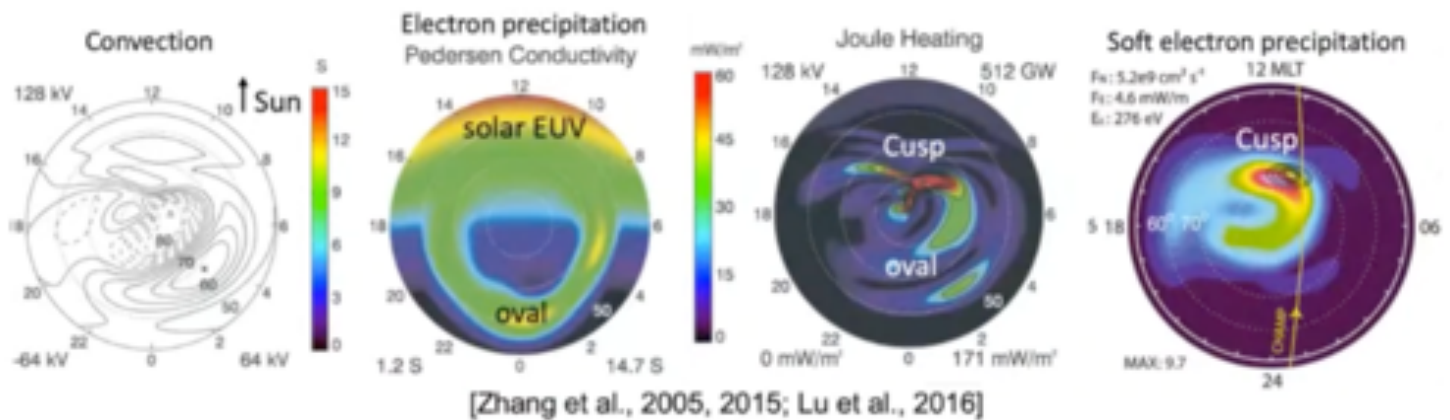 Convection
128 kV
↑ Sun
S
15
12
9
6
3
0
14
12
10
16
8
18
6
20
4
22
0
2
80
70
60
50
-64 kV
64 kV
Electron precipitation
Pedersen Conductivity
12
14
10
16
8
18
6
20
4
22
0
2
solar EUV
oval
50
1.2 S
14.7 S
mW/m²
60
45
30
15
0
Joule Heating
128 kV
512 GW
12
14
10
16
8
18
6
20
4
22
0
2
Cusp
oval
50
0 mW/m²
171 mW/m²
Soft electron precipitation
12 MLT
Cusp
5 18
60° 70°
06
CHAMP
MAX: 9.7
24
[Zhang et al., 2005, 2015; Lu et al., 2016]